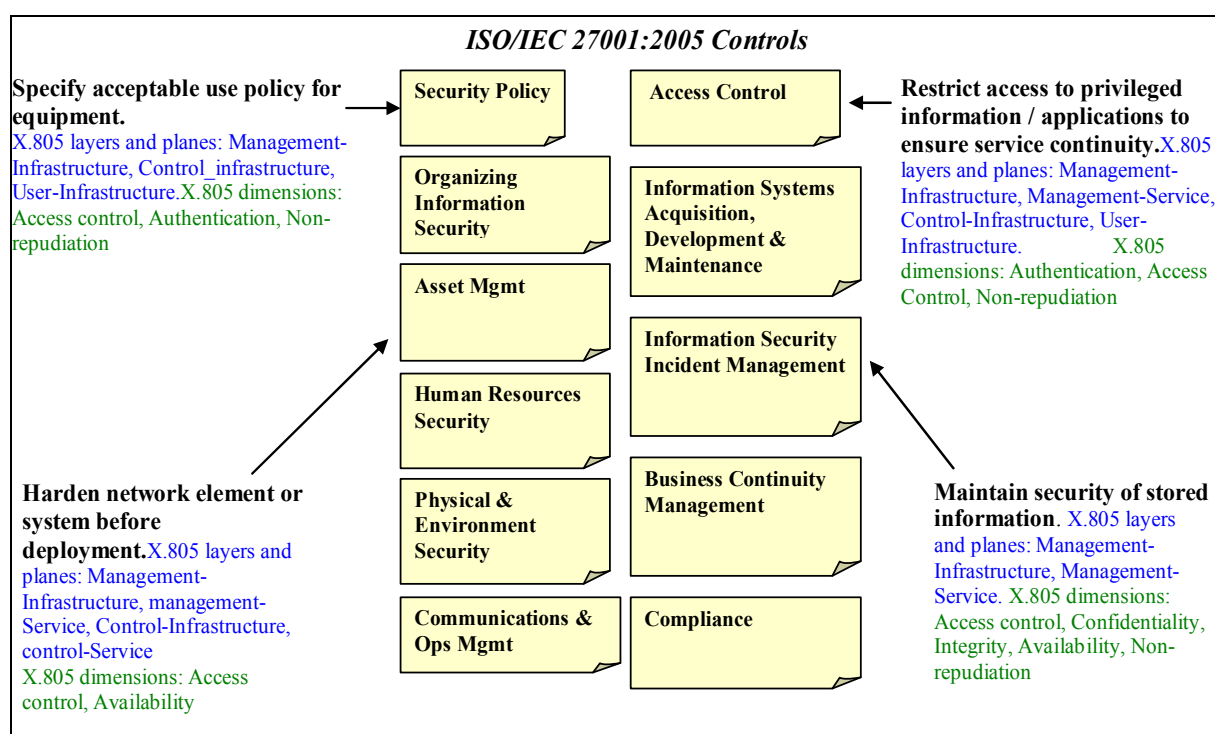 ISO/IEC 27001:2005 Controls
Specify acceptable use policy for
equipment.
X.805 layers and planes: Management-
Infrastructure, Control_infrastructure,
User-Infrastructure.X.805 dimensions:
Access control, Authentication, Non-
repudiation
Harden network element or
system before
deployment.X.805 layers and
planes: Management-
Infrastructure, management-
Service, Control-Infrastructure,
control-Service
X.805 dimensions: Access
control, Availability
Security Policy
Organizing
Information
Security
Asset Mgmt
Human Resources
Security
Physical &
Environment
Security
Communications &
Ops Mgmt
Access Control
Information Systems
Acquisition,
Development &
Maintenance
Information Security
Incident Management
Business Continuity
Management
Compliance
Restrict access to privileged
information / applications to
ensure service continuity.X.805
layers and planes: Management-
Infrastructure, Management-Service,
Control-Infrastructure, User-
Infrastructure. X.805
dimensions: Authentication, Access
Control, Non-repudiation
Maintain security of stored
information. X.805 layers
and planes: Management-
Infrastructure, Management-
Service. X.805 dimensions:
Access control, Confidentiality,
Integrity, Availability, Non-
repudiation